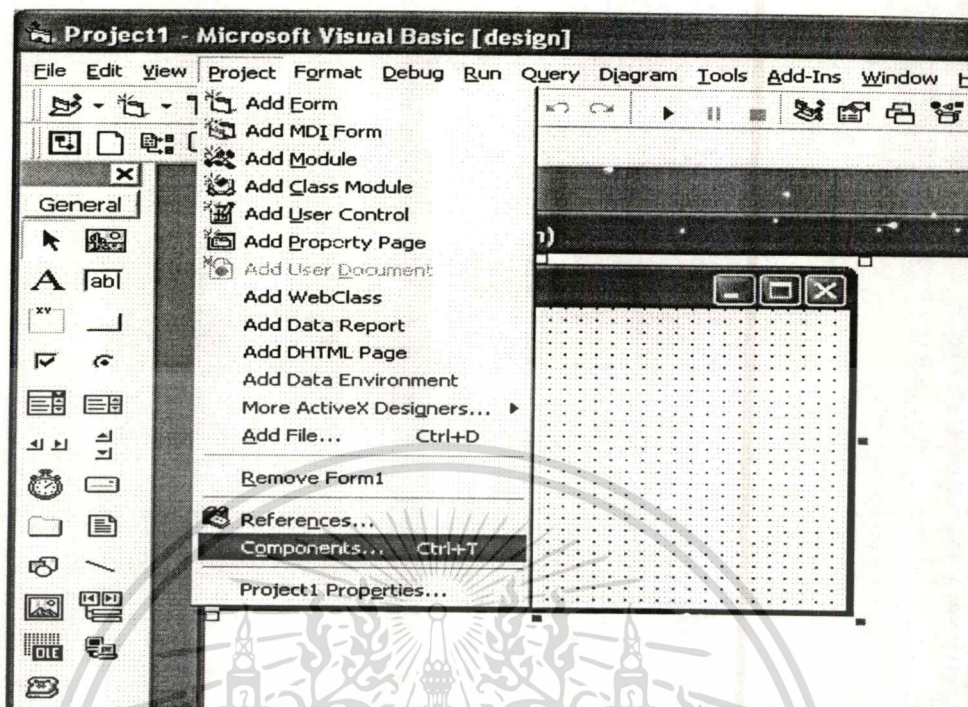 Project1 - Microsoft Visual Basic [design]
File Edit View Project Format Debug Run Query Diagram Tools Add-Ins Window
Add Form
Add MDI Form
Add Module
General
Add Class Module
Add User Control
Add Property Page
Add User Document
A abl
Add WebClass
xv
Add Data Report
Add DHTML Page
Add Data Environment
More ActiveX Designers...
Add File... Ctrl+D
Remove Form1
References...
Components... Ctrl+T
Project1 Properties...
OLE